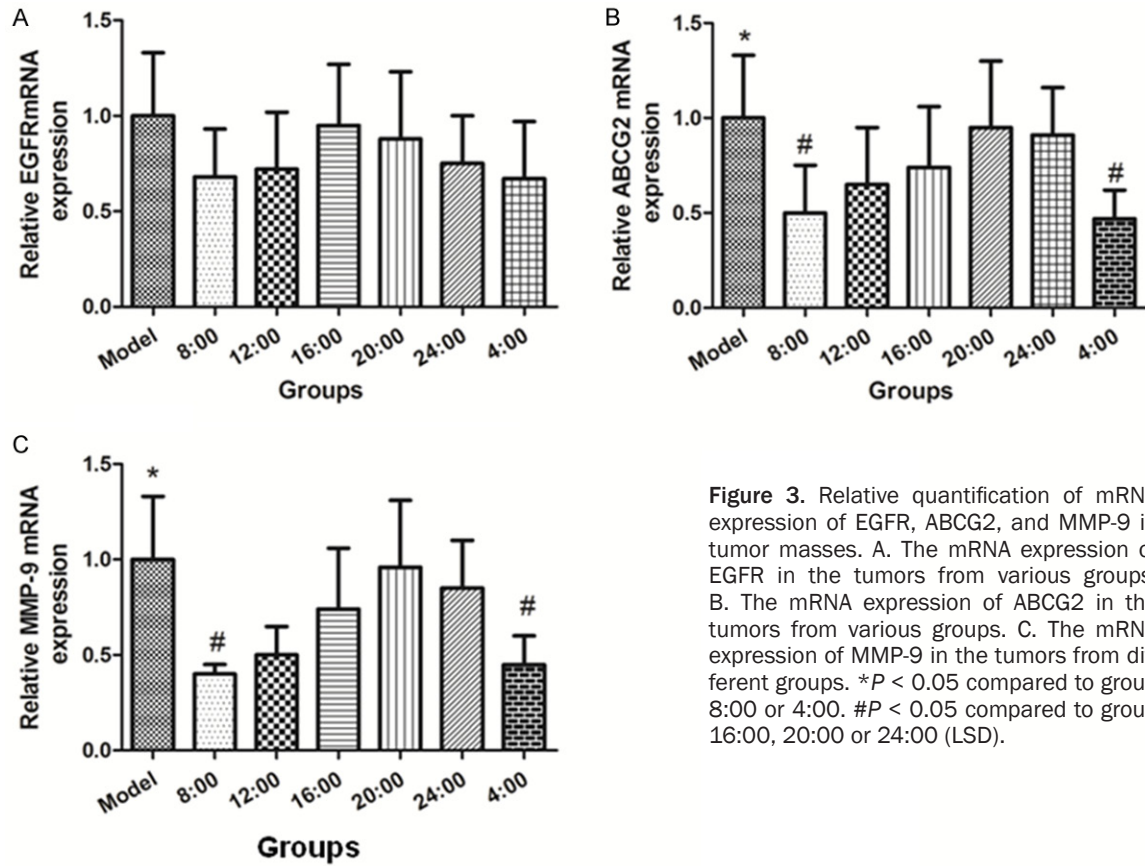 A
Relative EGFRmRNA
expression
1.5
1.0
0.5
0.0
Model 8:00 12:00 16:00 20:00 24:00 4:00
Groups
B
Relative ABCG2 mRNA
expression
1.5
1.0
0.5
0.0
*
#
#
Model 8:00 12:00 16:00 20:00 24:00 4:00
Groups
C
Relative MMP-9 mRNA
expression
1.5
1.0
0.5
0.0
*
#
#
Model 8:00 12:00 16:00 20:00 24:00 4:00
Groups
Figure 3. Relative quantification of mRN
expression of EGFR, ABCG2, and MMP-9 i
tumor masses. A. The mRNA expression o
EGFR in the tumors from various groups
B. The mRNA expression of ABCG2 in th
tumors from various groups. C. The mRN
expression of MMP-9 in the tumors from di
ferent groups. *P < 0.05 compared to grou
8:00 or 4:00. #P < 0.05 compared to grou
16:00, 20:00 or 24:00 (LSD).